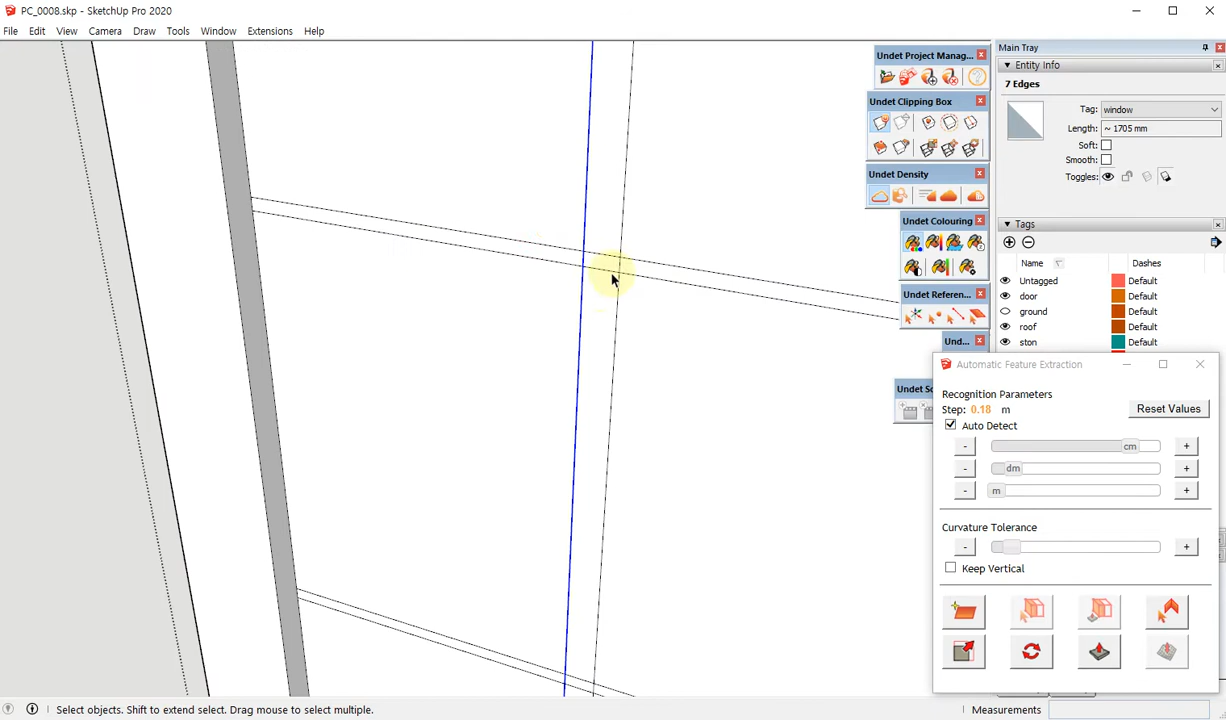 PC_0008.skp - SketchUp Pro 2020
File Edit View Camera Draw Tools Window Extensions Help
Undet Project Manag...
Undet Clipping Box
Undet Density
Undet Colouring
Undet Referen...
Und...
Undet Sc
Main Tray
Entity Info
7 Edges
Tag: window
Length: ~ 1705 mm
Soft:
Smooth:
Toggles:
Tags
Name Dashes
Untagged Default
door Default
ground Default
roof Default
ston Default
Automatic Feature Extraction
Recognition Parameters
Step: 0.18 m Reset Values
Auto Detect
- cm +
- dm +
- m +
Curvature Tolerance
- +
Keep Vertical
Select objects. Shift to extend select. Drag mouse to select multiple. Measurements